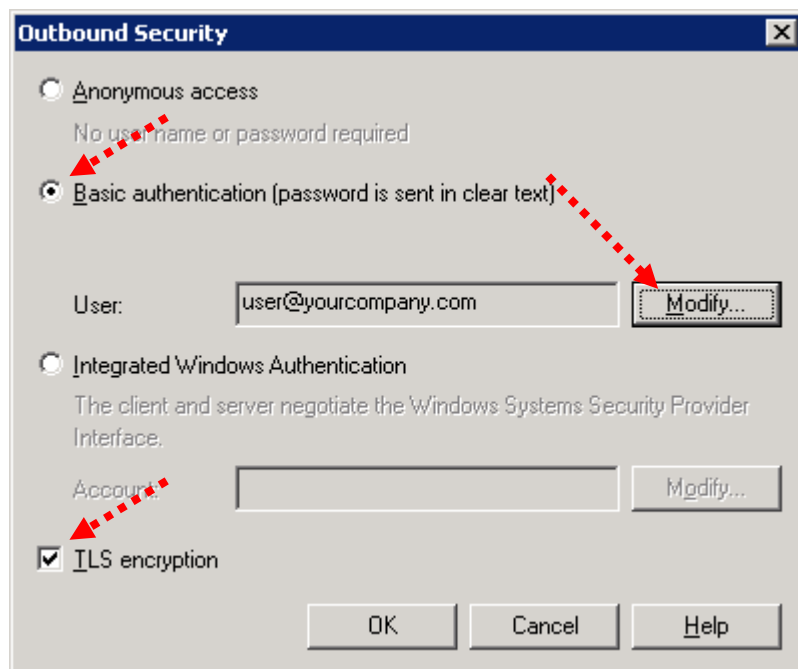 Outbound Security
Anonymous access
No user name or password required
Basic authentication (password is sent in clear text)
User: user@yourcompany.com Modify...
Integrated Windows Authentication
The client and server negotiate the Windows Systems Security Provider
Interface.
Account: Modify...
TLS encryption
OK Cancel Help